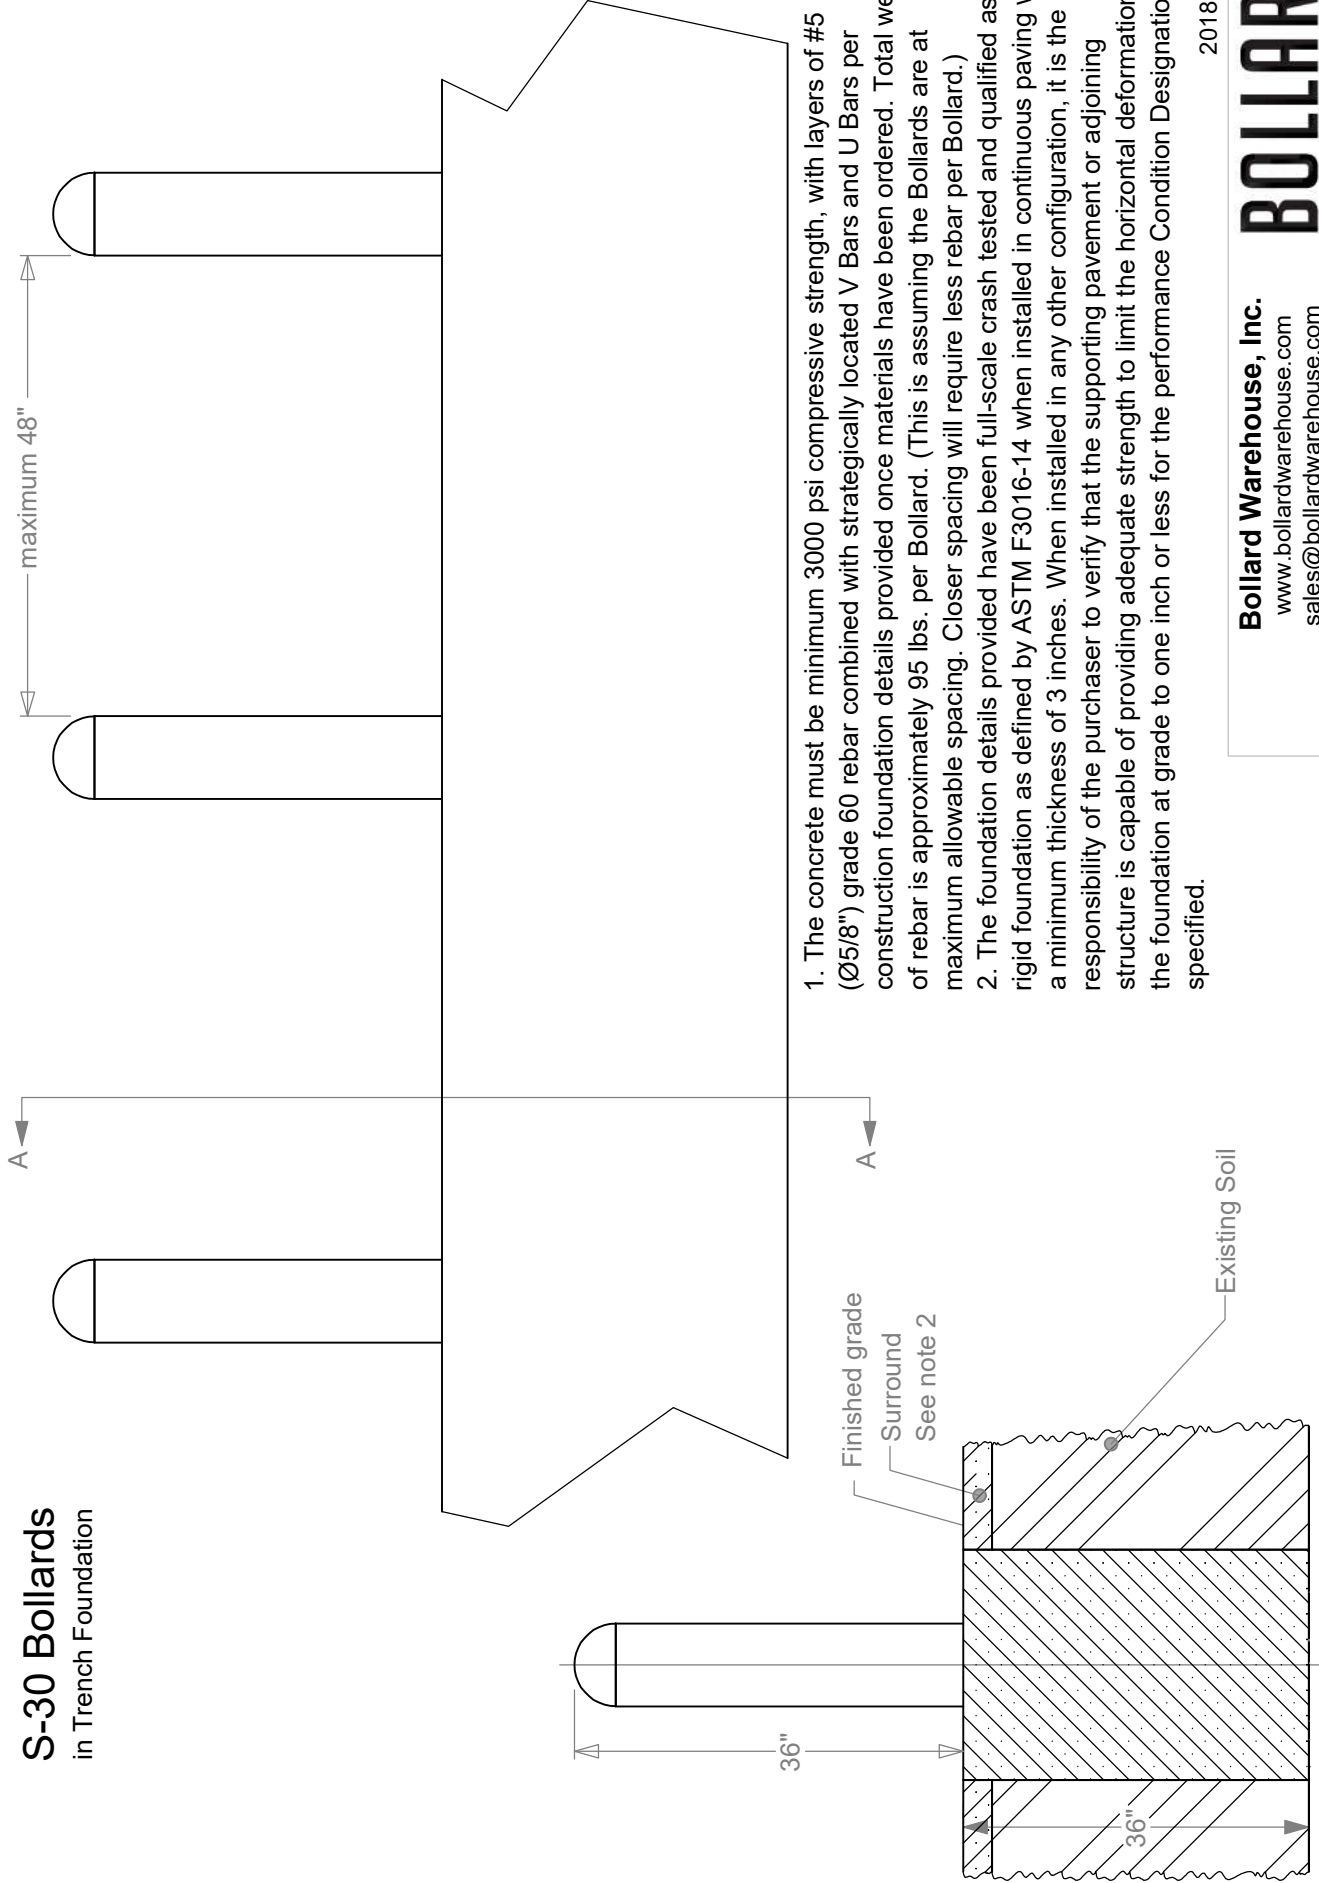 S-30 Bollards
in Trench Foundation
maximum 48"
A
A
36"
36"
Finished grade
Surround
See note 2
Existing Soil
1. The concrete must be minimum 3000 psi compressive strength, with layers of #5
(Ø5/8") grade 60 rebar combined with strategically located V Bars and U Bars per
construction foundation details provided once materials have been ordered. Total
of rebar is approximately 95 lbs. per Bollard. (This is assuming the Bollards are at
maximum allowable spacing. Closer spacing will require less rebar per Bollard.)
2. The foundation details provided have been full-scale crash tested and qualified as
rigid foundation as defined by ASTM F3016-14 when installed in continuous paving
a minimum thickness of 3 inches. When installed in any other configuration, it is the
responsibility of the purchaser to verify that the supporting pavement or adjoining
structure is capable of providing adequate strength to limit the horizontal deformation
the foundation at grade to one inch or less for the performance Condition Designatio
specified.
2018
Bollard Warehouse, Inc.
www.bollardwarehouse.com
sales@bollardwarehouse.com
BOLLAR